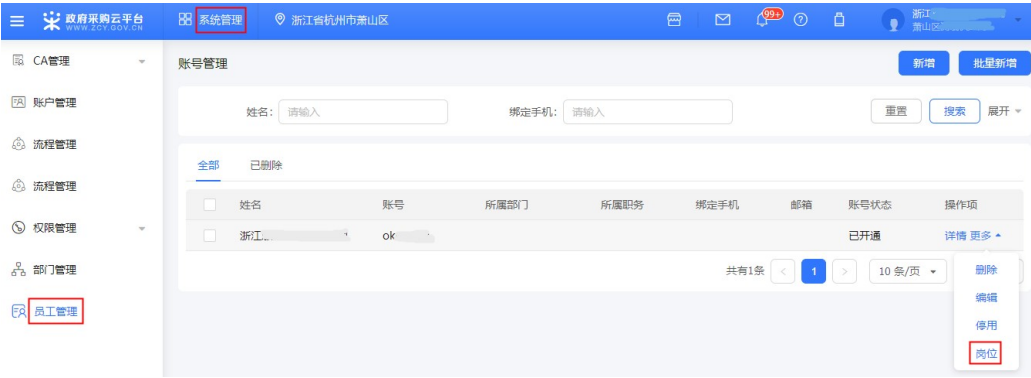 政府采购云平台 系统管理 浙江省杭州市萧山区 99+ 浙江
WWW.ZCY.GOV.CN 萧山区
CA管理
账户管理
流程管理
流程管理
权限管理
部门管理
员工管理
账号管理 新增 批量新增
姓名： 请输入 绑定手机： 请输入 重置 搜索 展开
全部 已删除
姓名 账号 所属部门 所属职务 绑定手机 邮箱 账号状态 操作项
浙江 ok 已开通 详情 更多
共有1条 < 1 > 10 条/页
删除
编辑
停用
岗位